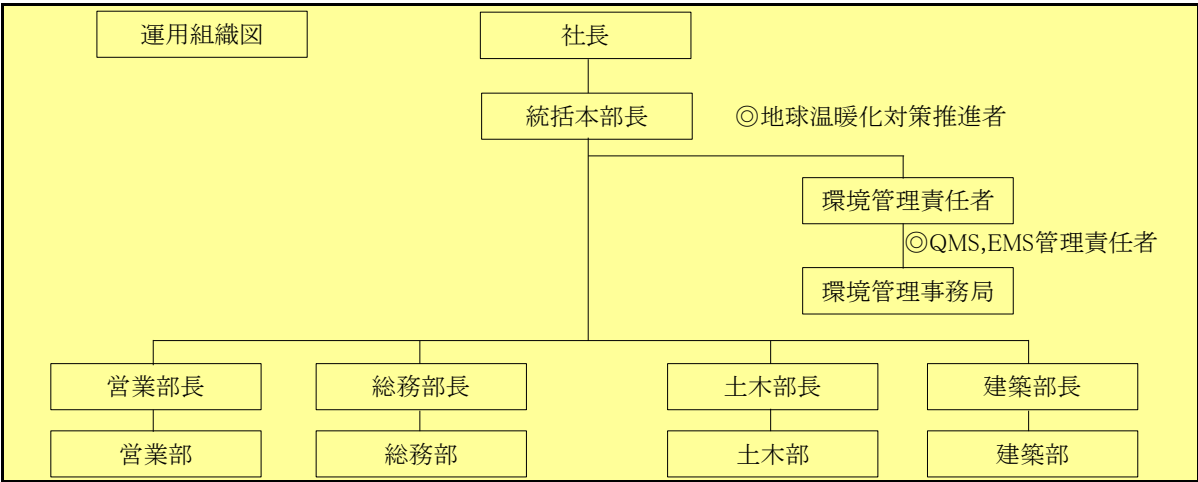 運用組織図
社長
統括本部長
◎地球温暖化対策推進者
環境管理責任者
◎QMS,EMS管理責任者
環境管理事務局
営業部長
総務部長
土木部長
建築部長
営業部
総務部
土木部
建築部